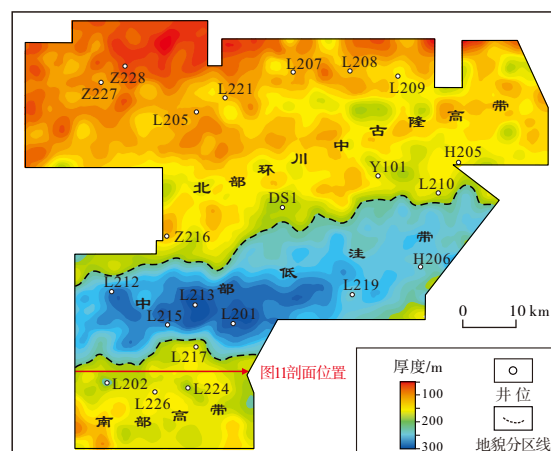 Z228
Z227
L207
L208
L209
L221
L205
北部环川中古隆高带
H205
Y101
L210
DS1
Z216
H206
中部低洼带
L212
L213
L219
L215
L201
L217
0 10 km
图11剖面位置
L202
L224
L226
南部高带
厚度/m
100
200
300
井位
地貌分区线